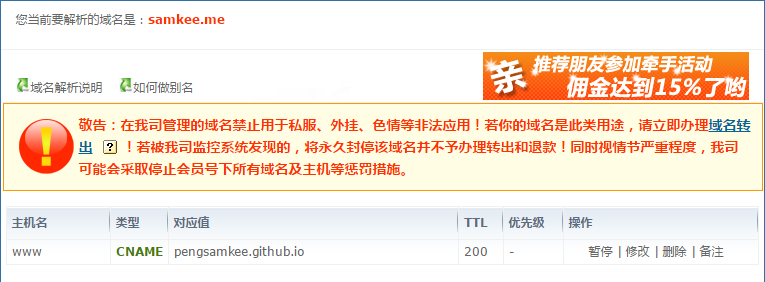 您当前要解析的域名是：samkee.me
推荐朋友参加牵手活动
亲
佣金达到15%了哟
域名解析说明 如何做别名
敬告：在我司管理的域名禁止用于私服、外挂、色情等非法应用！若你的域名是此类用途，请立即办理域名转
出 ? ！若被我司监控系统发现的，将永久封停该域名并不予办理转出和退款！同时视情节严重程度，我司
可能会采取停止会员号下所有域名及主机等惩罚措施。
主机名 类型 对应值 TTL 优先级 操作
www CNAME pengsamkee.github.io 200 - 暂停 | 修改 | 删除 | 备注